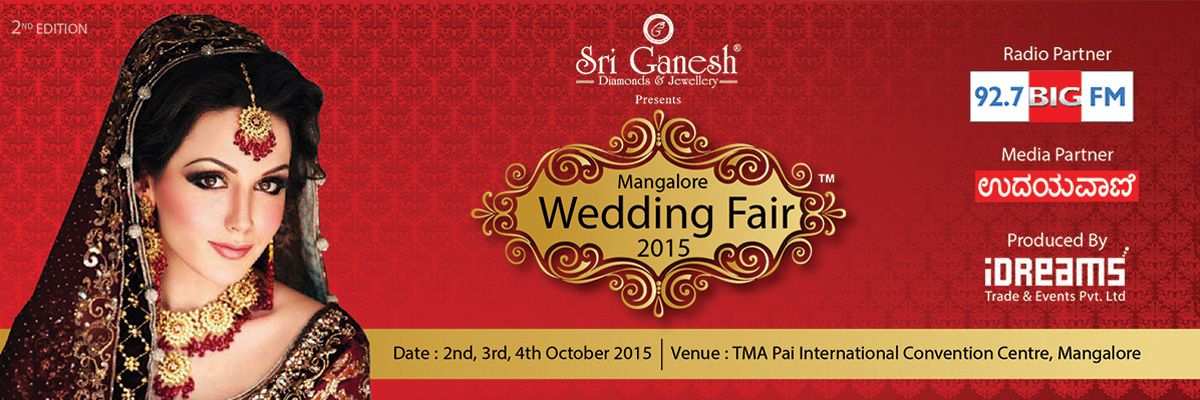 2ND EDITION
Sri Ganesh®
Diamonds & Jewellery
Presents
Mangalore
Wedding Fair
2015
TM
Radio Partner
92.7 BIG FM
Media Partner
ಉದಯವಾಣಿ
Produced By
iDREAMS
Trade & Events Pvt. Ltd
Date : 2nd, 3rd, 4th October 2015 | Venue : TMA Pai International Convention Centre, Mangalore